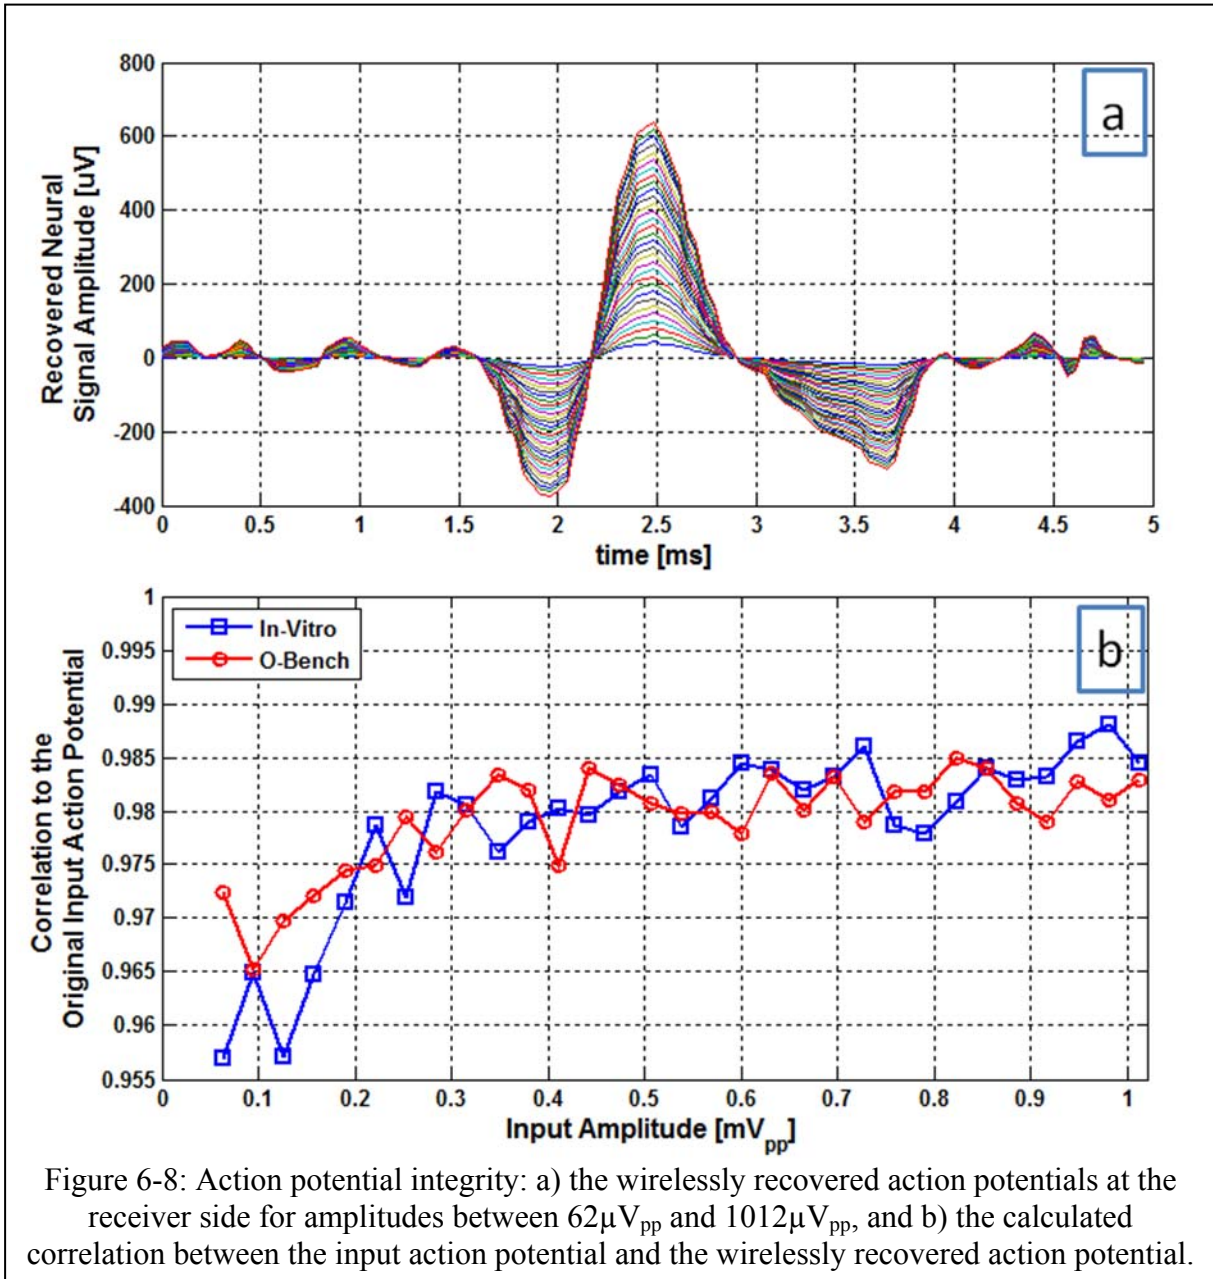 800
600
400
200
0
-200
-400
Recovered Neural
Signal Amplitude [uV]
a
0 0.5 1 1.5 2 2.5 3 3.5 4 4.5 5
time [ms]
1
0.995
0.99
0.985
0.98
0.975
0.97
0.965
0.96
0.955
Correlation to the
Original Input Action Potential
In-Vitro
O-Bench
b
0 0.1 0.2 0.3 0.4 0.5 0.6 0.7 0.8 0.9 1
Input Amplitude [mVpp]
Figure 6-8: Action potential integrity: a) the wirelessly recovered action potentials at the
receiver side for amplitudes between 62µVpp and 1012µVpp, and b) the calculated
correlation between the input action potential and the wirelessly recovered action potential.